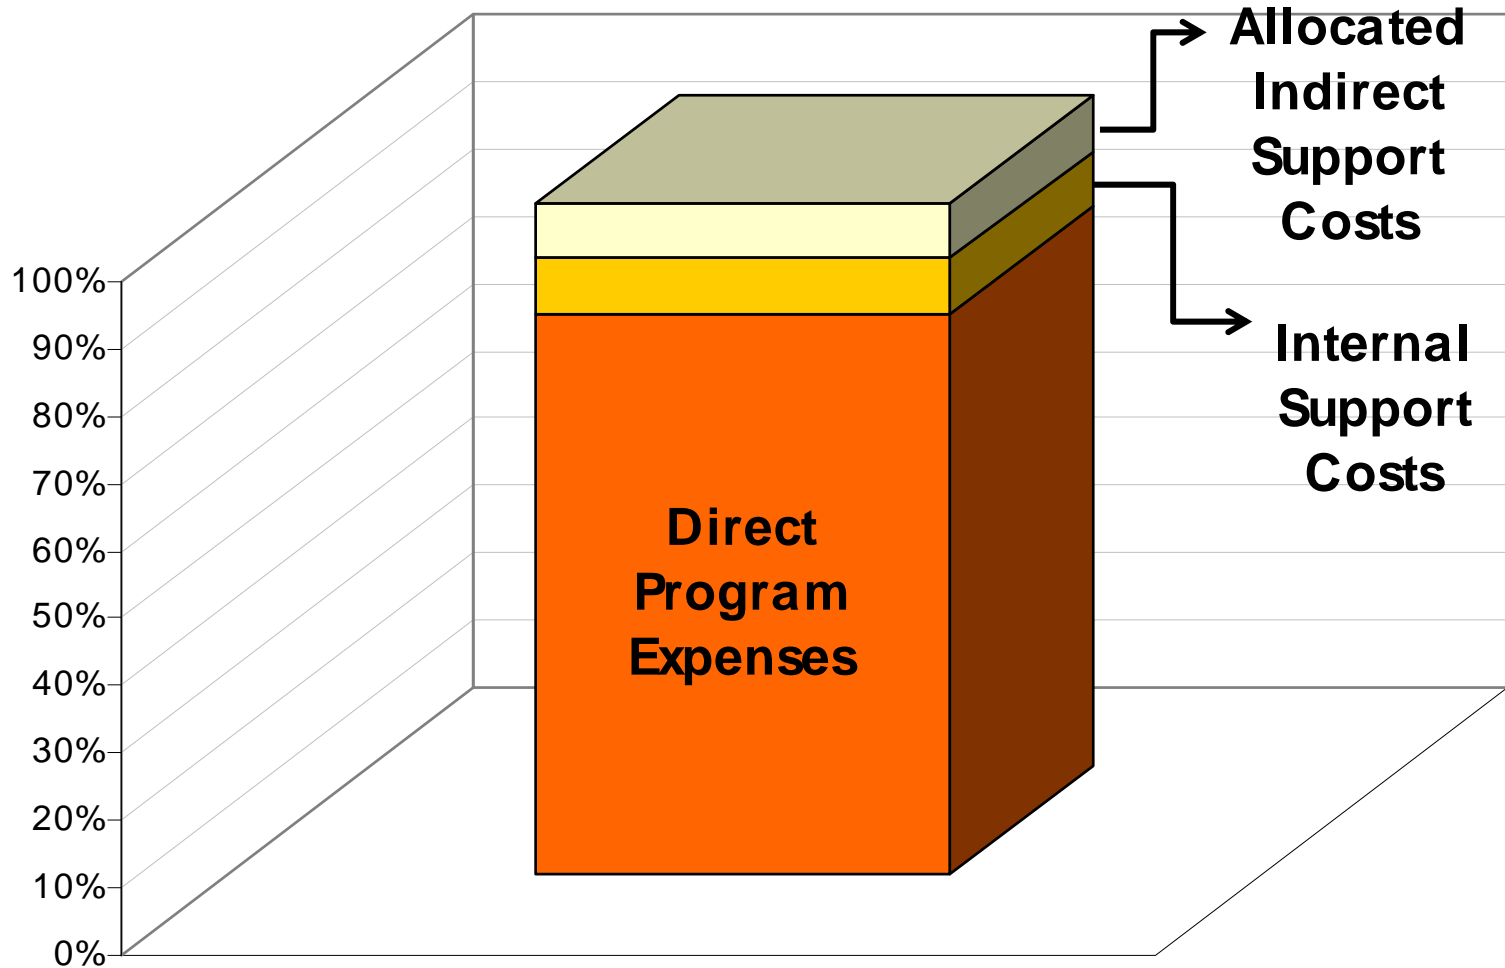 Allocated
Indirect
Support
Costs
Internal
Support
Costs
Direct
Program
Expenses
100%
90%
80%
70%
60%
50%
40%
30%
20%
10%
0%